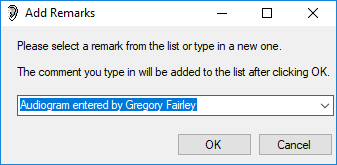 Add Remarks
Please select a remark from the list or type in a new one.
The comment you type in will be added to the list after clicking OK.
Audiogram entered by Gregory Fairley
OK Cancel